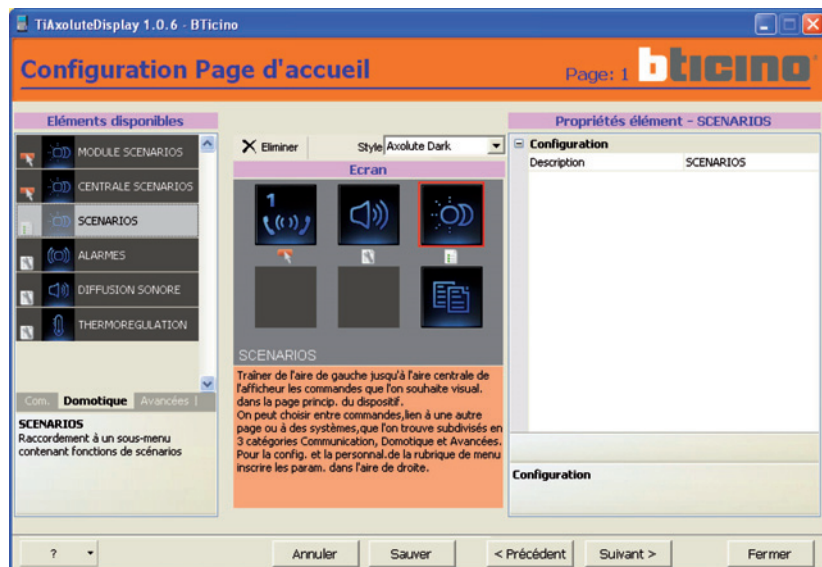 TiAxoluteDisplay 1.0.6 - BTicino
Configuration Page d'accueil
Page: 1
bticino
Eléments disponibles
MODULE SCENARIOS
CENTRALE SCENARIOS
SCENARIOS
ALARMES
DIFFUSION SONORE
THERMOREGULATION
Com. Domotique Avancées
SCENARIOS
Raccordement à un sous-menu
contenant fonctions de scénarios
Eliminer
Style Axolute Dark
Ecran
1
SCENARIOS
Traîner de l'aire de gauche jusqu'à l'aire centrale de
l'afficheur les commandes que l'on souhaite visual.
dans la page princip. du dispositif.
On peut choisir entre commandes,lien à une autre
page ou à des systèmes,que l'on trouve subdivisés en
3 catégories Communication, Domotique et Avancées.
Pour la config. et la personnal.de la rubrique de menu
inscrire les param. dans l'aire de droite.
Propriétés élément - SCENARIOS
Configuration
Description SCENARIOS
Configuration
?
Annuler
Sauver
< Précédent
Suivant >
Fermer